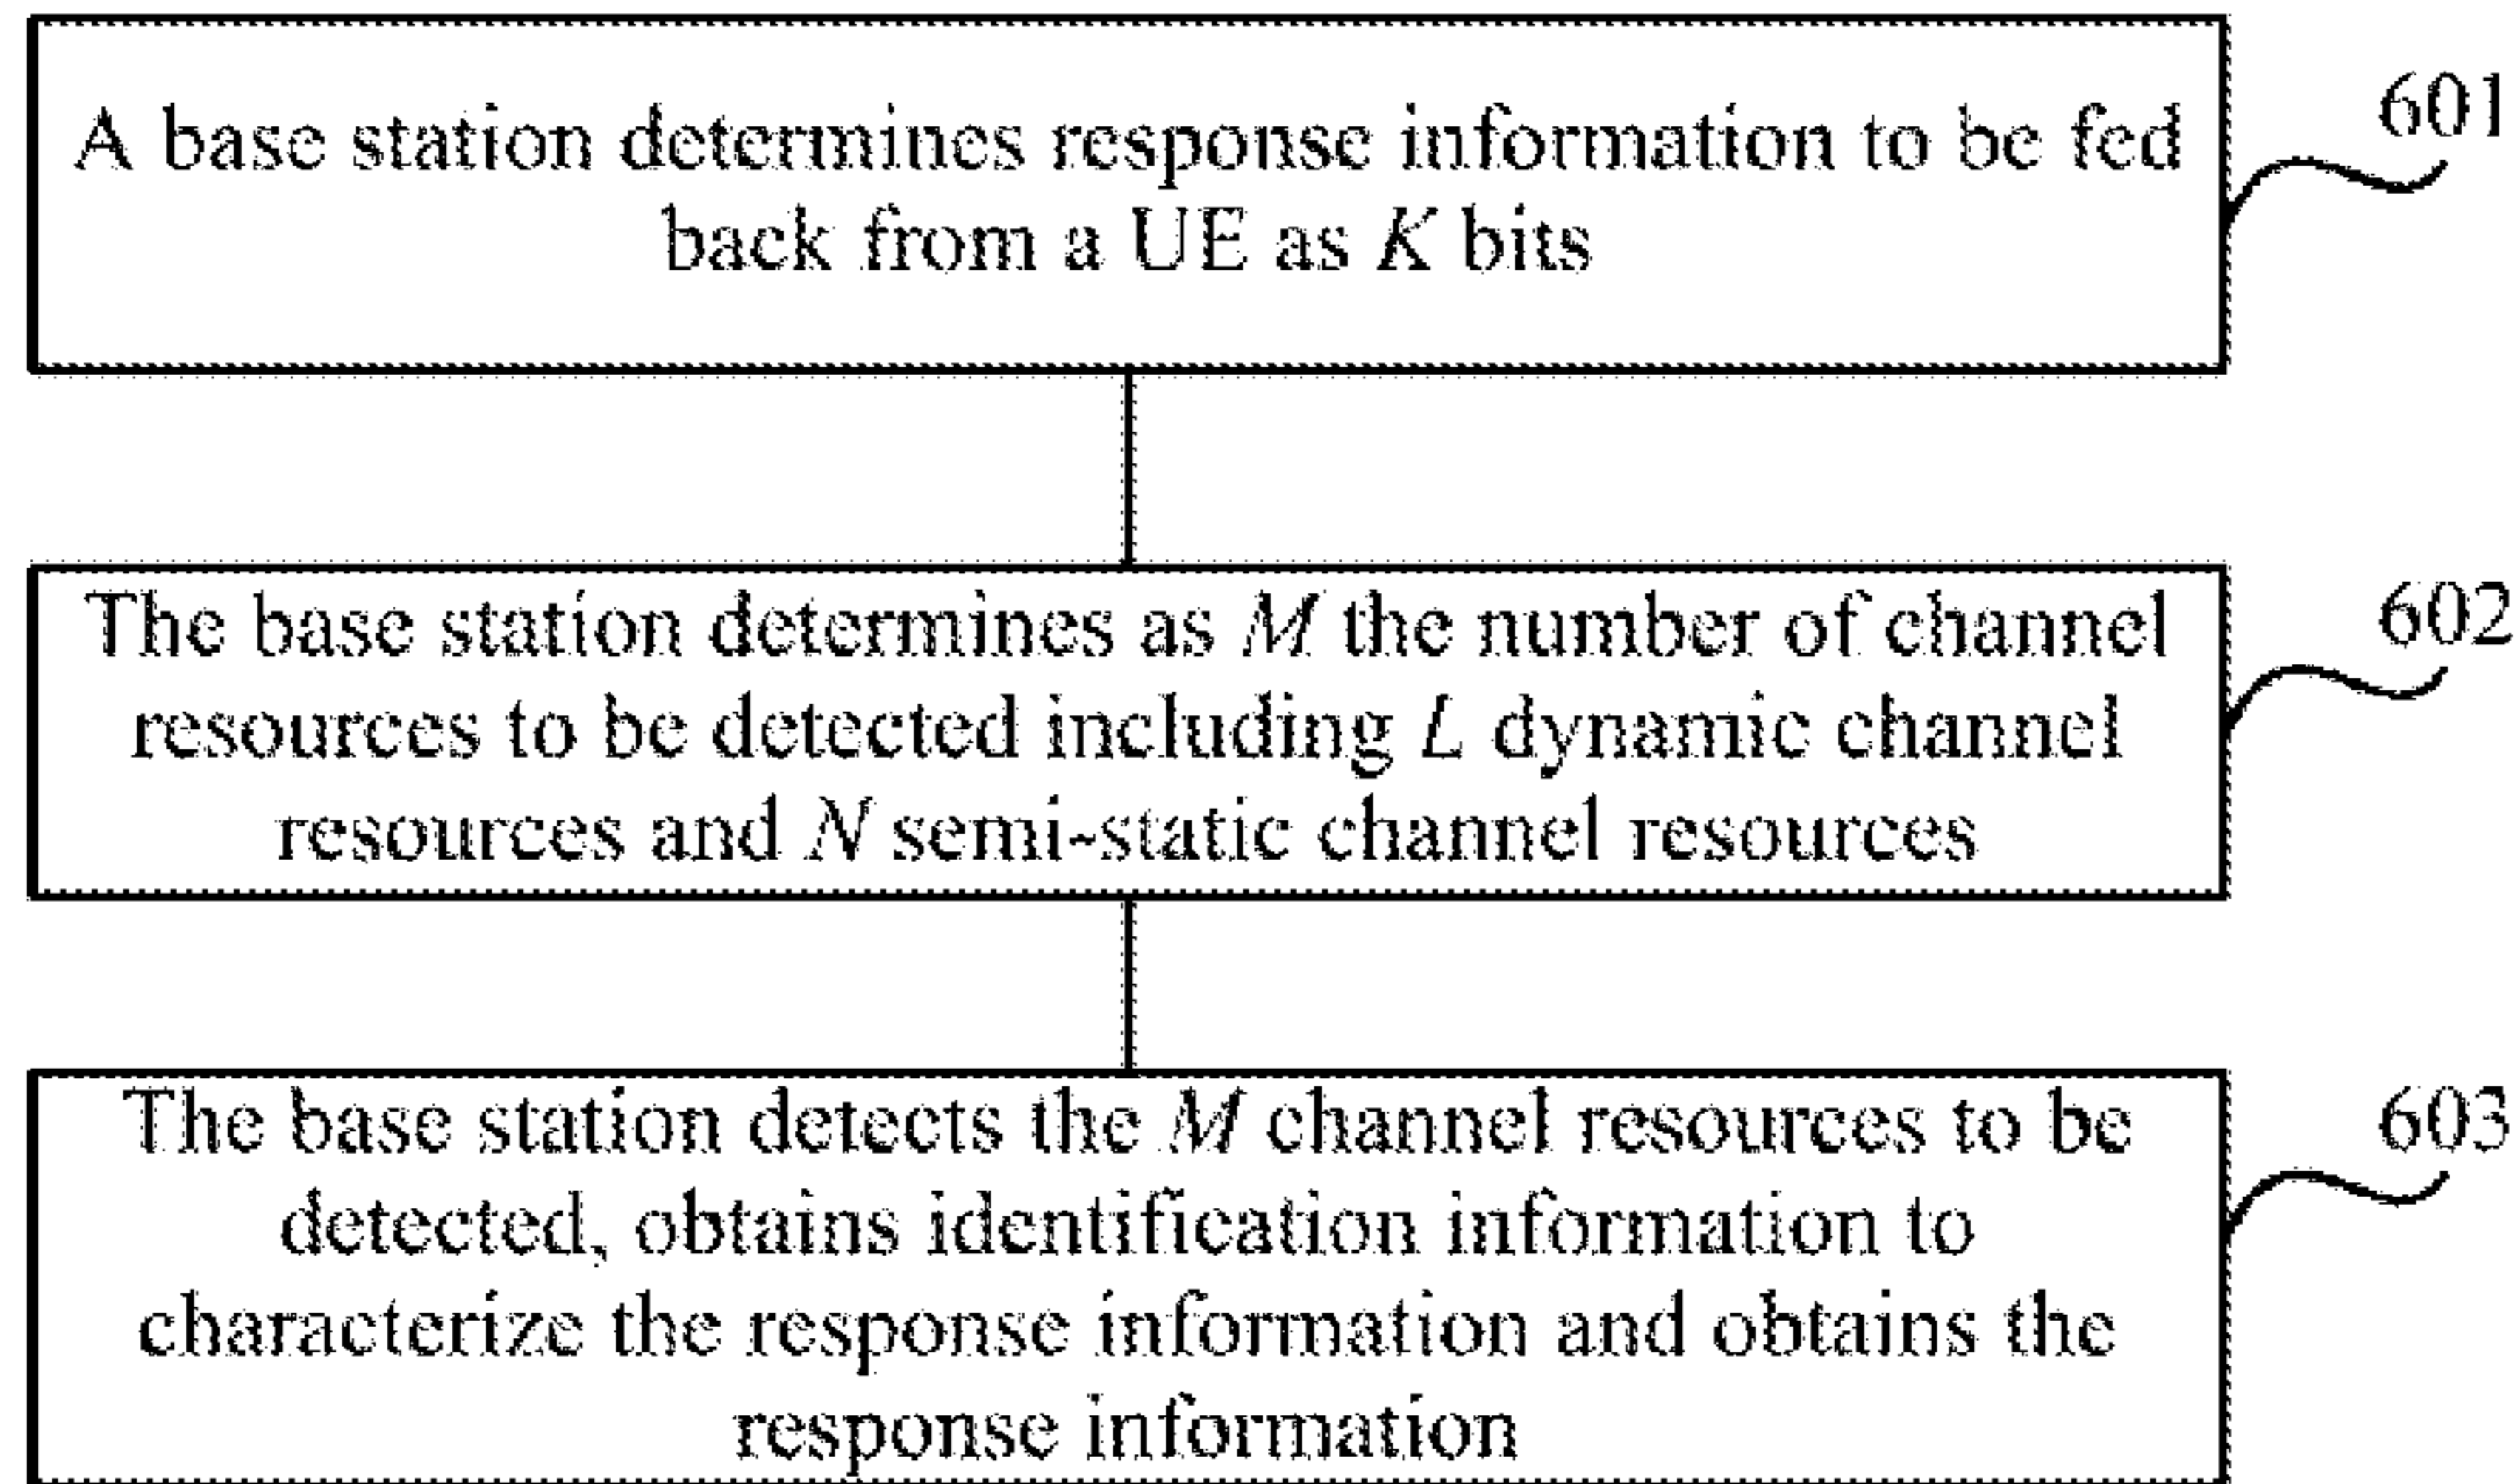 A base station determines response information to be fed
back from a UE as K bits
601
The base station determines as M the number of channel
resources to be detected including L dynamic channel
resources and N semi-static channel resources
602
The base station detects the M channel resources to be
detected, obtains identification information to
characterize the response information and obtains the
response information
603